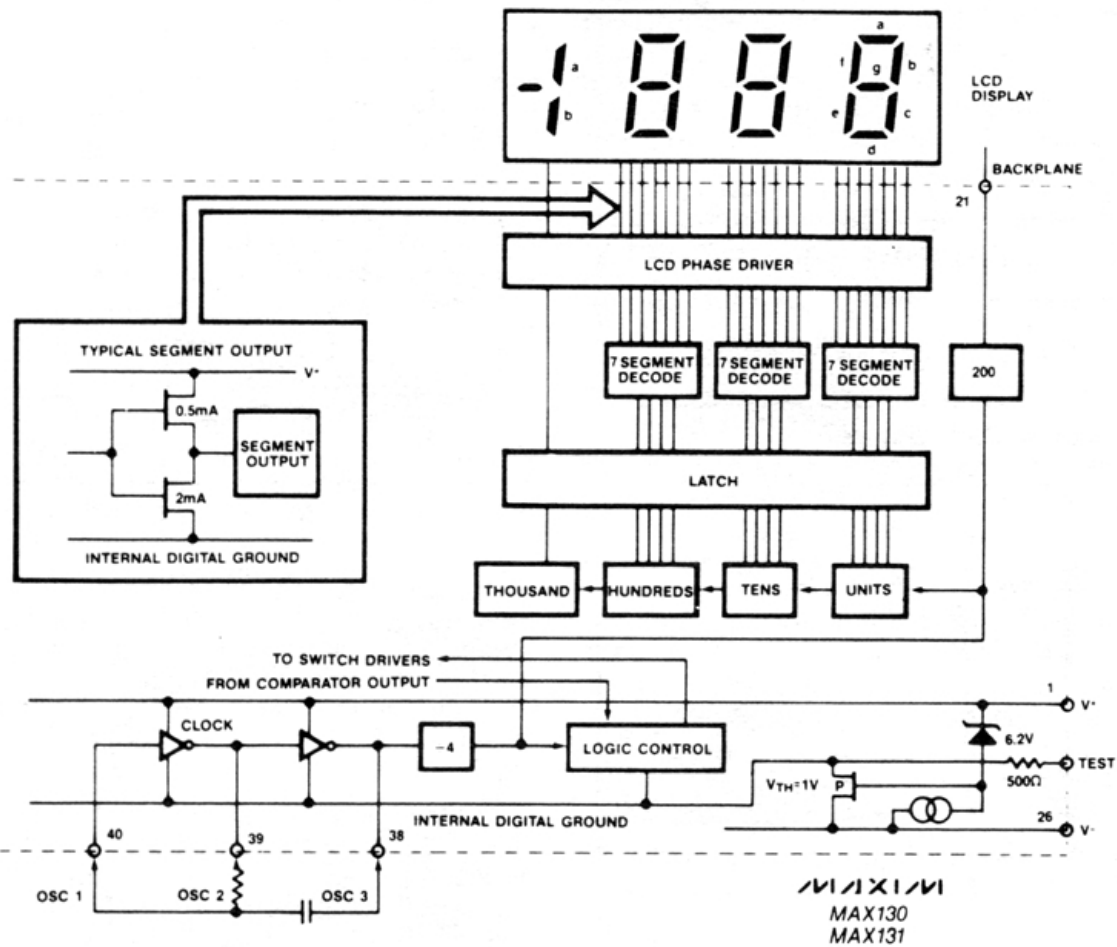 a
f
g
b
a
b
e
c
d
LCD
DISPLAY
BACKPLANE
21
LCD PHASE DRIVER
TYPICAL SEGMENT OUTPUT
V+
0.5mA
SEGMENT
OUTPUT
2mA
INTERNAL DIGITAL GROUND
7 SEGMENT
DECODE
7 SEGMENT
DECODE
7 SEGMENT
DECODE
200
LATCH
THOUSAND
HUNDREDS
TENS
UNITS
TO SWITCH DRIVERS
FROM COMPARATOR OUTPUT
1
V+
CLOCK
-4
LOGIC CONTROL
6.2V
TEST
500Ω
VTH=1V
P
INTERNAL DIGITAL GROUND
26
V-
40
39
38
OSC 1
OSC 2
OSC 3
MAXIM
MAX130
MAX131